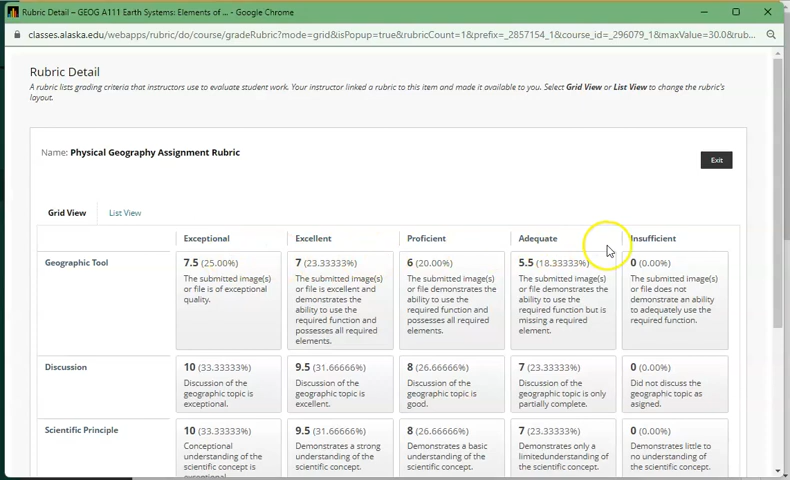 Rubric Detail – GEOG A111 Earth Systems: Elements of ... - Google Chrome
classes.alaska.edu/webapps/rubric/do/course/gradeRubric?mode=grid&isPopup=true&rubricCount=1&prefix=_2857154_1&course_id=_296079_1&maxValue=30.0&rub...
Rubric Detail
A rubric lists grading criteria that instructors use to evaluate student work. Your instructor linked a rubric to this item and made it available to you. Select Grid View or List View to change the rubric's
layout.
Name: Physical Geography Assignment Rubric
Exit
Grid View List View
Exceptional Excellent Proficient Adequate Insufficient
Geographic Tool
7.5 (25.00%)
The submitted image(s)
or file is of exceptional
quality.
7 (23.33333%)
The submitted image(s)
or file is excellent and
demonstrates the
ability to use the
required function and
possesses all required
elements.
6 (20.00%)
The submitted image(s)
or file demonstrates the
ability to use the
required function and
possesses all required
elements.
5.5 (18.33333%)
The submitted image(s)
or file demonstrates the
ability to use the
required function but is
missing a required
element.
0 (0.00%)
The submitted image(s)
or file does not
demonstrate an ability
to adequately use the
required function.
Discussion
10 (33.33333%)
Discussion of the
geographic topic is
exceptional.
9.5 (31.66666%)
Discussion of the
geographic topic is
excellent.
8 (26.66666%)
Discussion of the
geographic topic is
good.
7 (23.33333%)
Discussion of the
geographic topic is only
partially complete.
0 (0.00%)
Did not discuss the
geographic topic as
asigned.
Scientific Principle
10 (33.33333%)
Conceptional
understanding of the
scientific concept is
exceptional.
9.5 (31.66666%)
Demonstrates a strong
understanding of the
scientific concept.
8 (26.66666%)
Demonstrates a basic
understanding of the
scientific concept.
7 (23.33333%)
Demonstrates only a
limitedunderstanding of
the scientific concept.
0 (0.00%)
Demonstrates little to
no understanding of
the scientific concept.